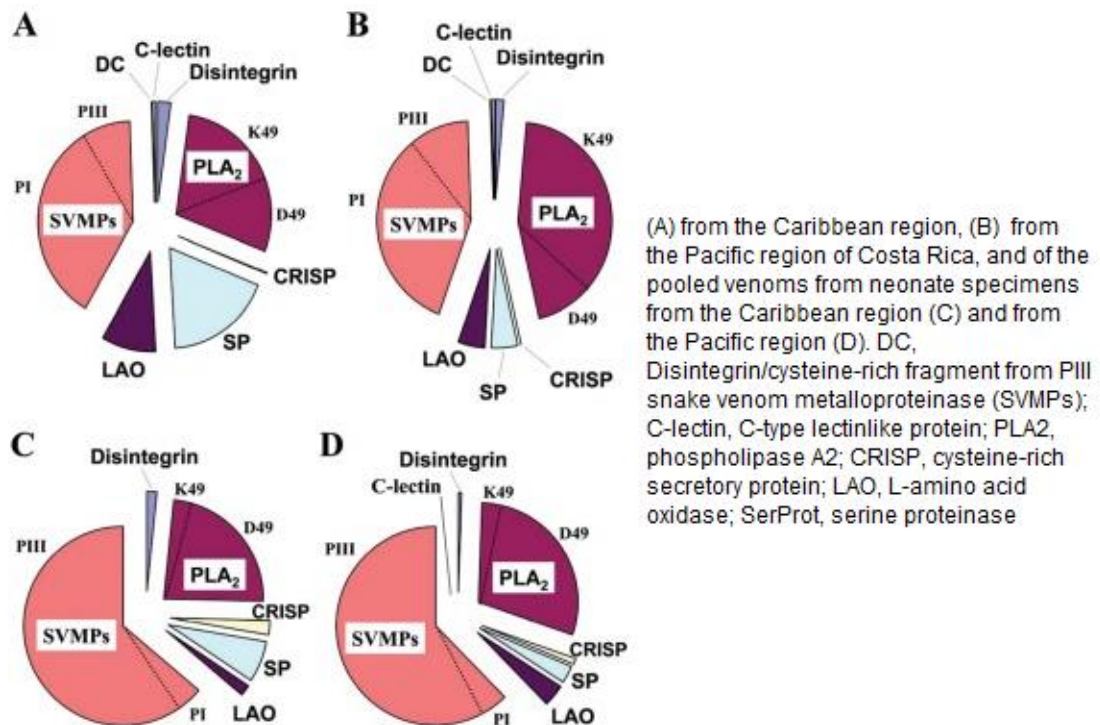 A
C-lectin
DC
Disintegrin
PIII
K49
PI
PLA2
SVMPs
D49
CRISP
LAO
SP
B
C-lectin
DC
Disintegrin
PIII
K49
PI
SVMPs
PLA2
D49
LAO
CRISP
SP
C
Disintegrin
K49
D49
PIII
PLA2
CRISP
SVMPs
SP
PI
LAO
D
Disintegrin
C-lectin
K49
D49
PIII
PLA2
CRISP
SVMPs
SP
PI
LAO
(A) from the Caribbean region, (B) from
the Pacific region of Costa Rica, and of the
pooled venoms from neonate specimens
from the Caribbean region (C) and from
the Pacific region (D). DC,
Disintegrin/cysteine-rich fragment from PIII
snake venom metalloproteinase (SVMPs);
C-lectin, C-type lectinlike protein; PLA2,
phospholipase A2; CRISP, cysteine-rich
secretory protein; LAO, L-amino acid
oxidase; SerProt, serine proteinase